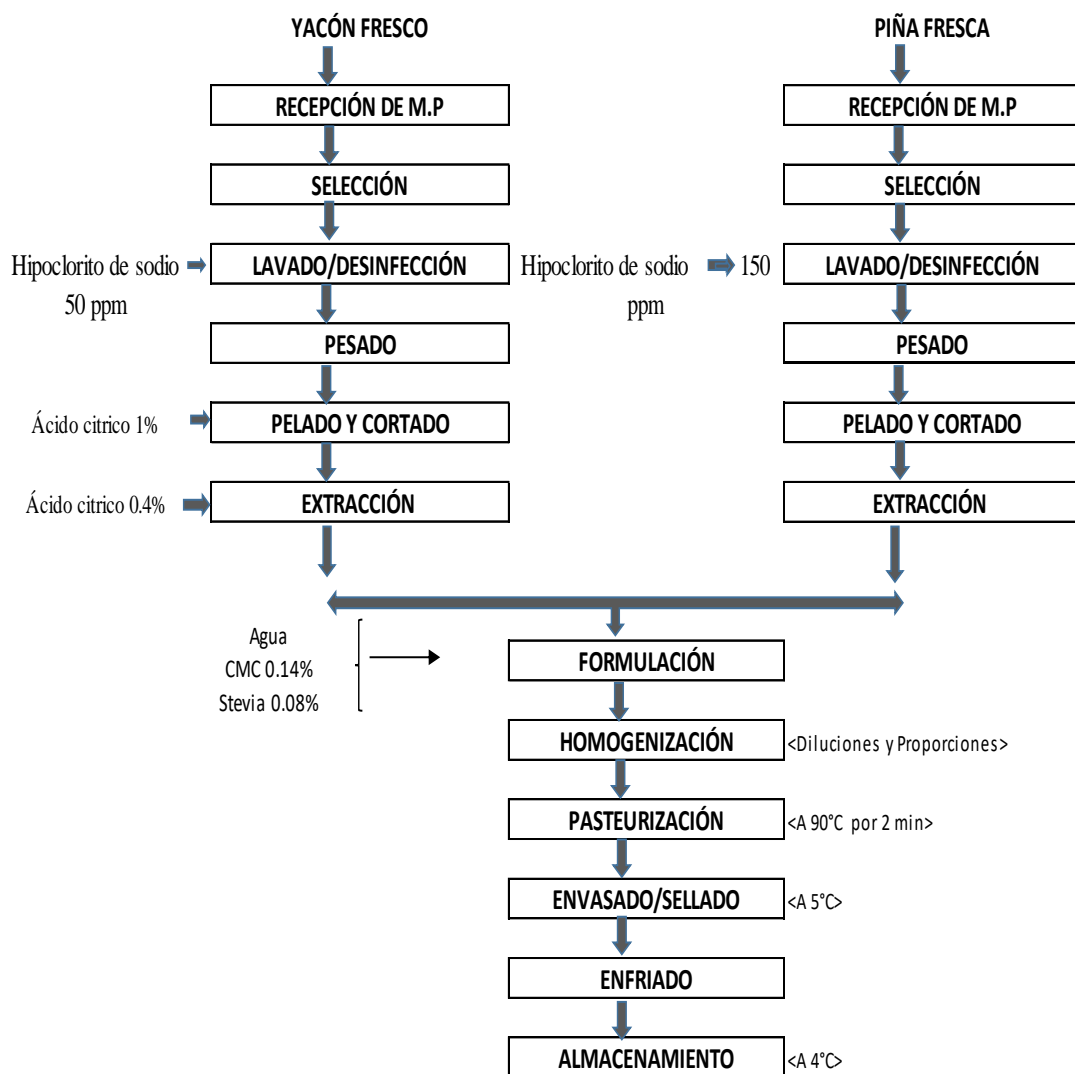 YACÓN FRESCO
RECEPCIÓN DE M.P
SELECCIÓN
Hipoclorito de sodio
50 ppm
LAVADO/DESINFECCIÓN
PESADO
Ácido citrico 1%
PELADO Y CORTADO
Ácido citrico 0.4%
EXTRACCIÓN
PIÑA FRESCA
RECEPCIÓN DE M.P
SELECCIÓN
Hipoclorito de sodio 150
ppm
LAVADO/DESINFECCIÓN
PESADO
PELADO Y CORTADO
EXTRACCIÓN
Agua
CMC 0.14%
Stevia 0.08%
FORMULACIÓN
HOMOGENIZACIÓN <Diluciones y Proporciones>
PASTEURIZACIÓN <A 90°C por 2 min>
ENVASADO/SELLADO <A 5°C>
ENFRIADO
ALMACENAMIENTO <A 4°C>